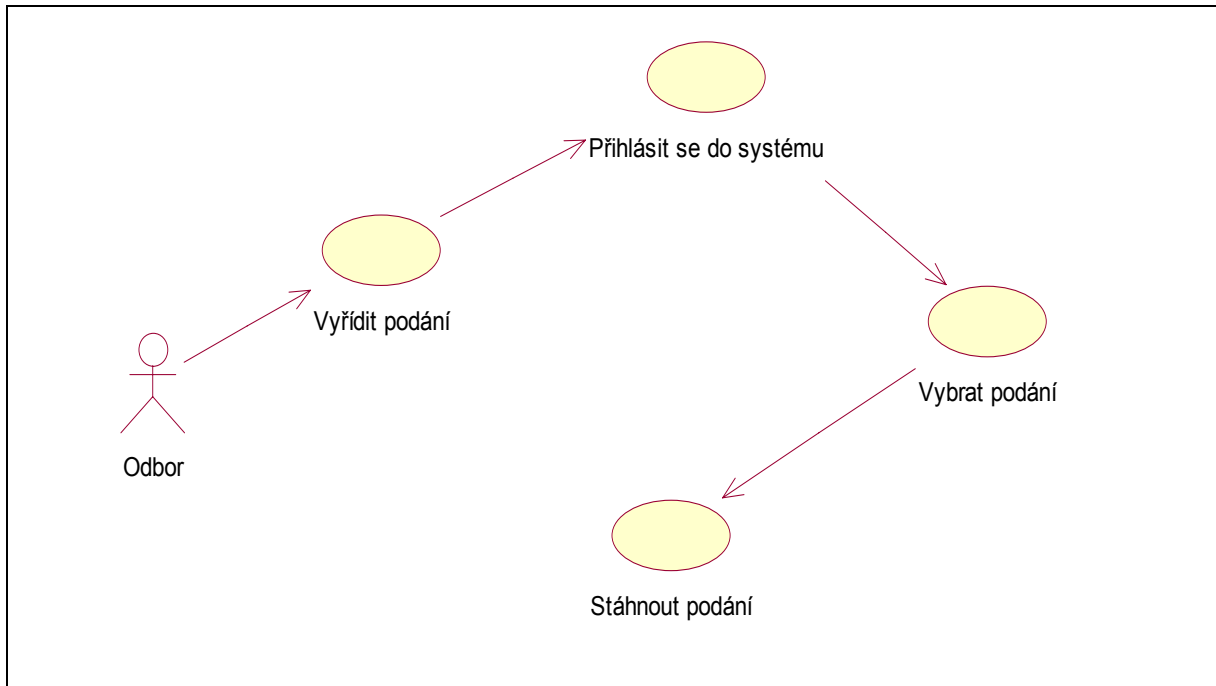 Přihlásit se do systému
Vyřídit podání
Vybrat podání
Odbor
Stáhnout podání